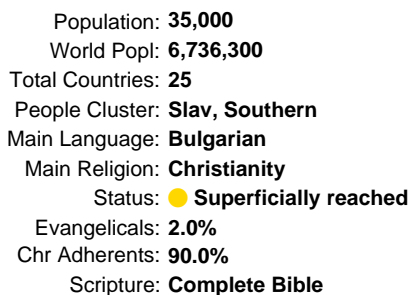 Population: 35,000
World Popl: 6,736,300
Total Countries: 25
People Cluster: Slav, Southern
Main Language: Bulgarian
Main Religion: Christianity
Status: Superficially reached
Evangelicals: 2.0%
Chr Adherents: 90.0%
Scripture: Complete Bible